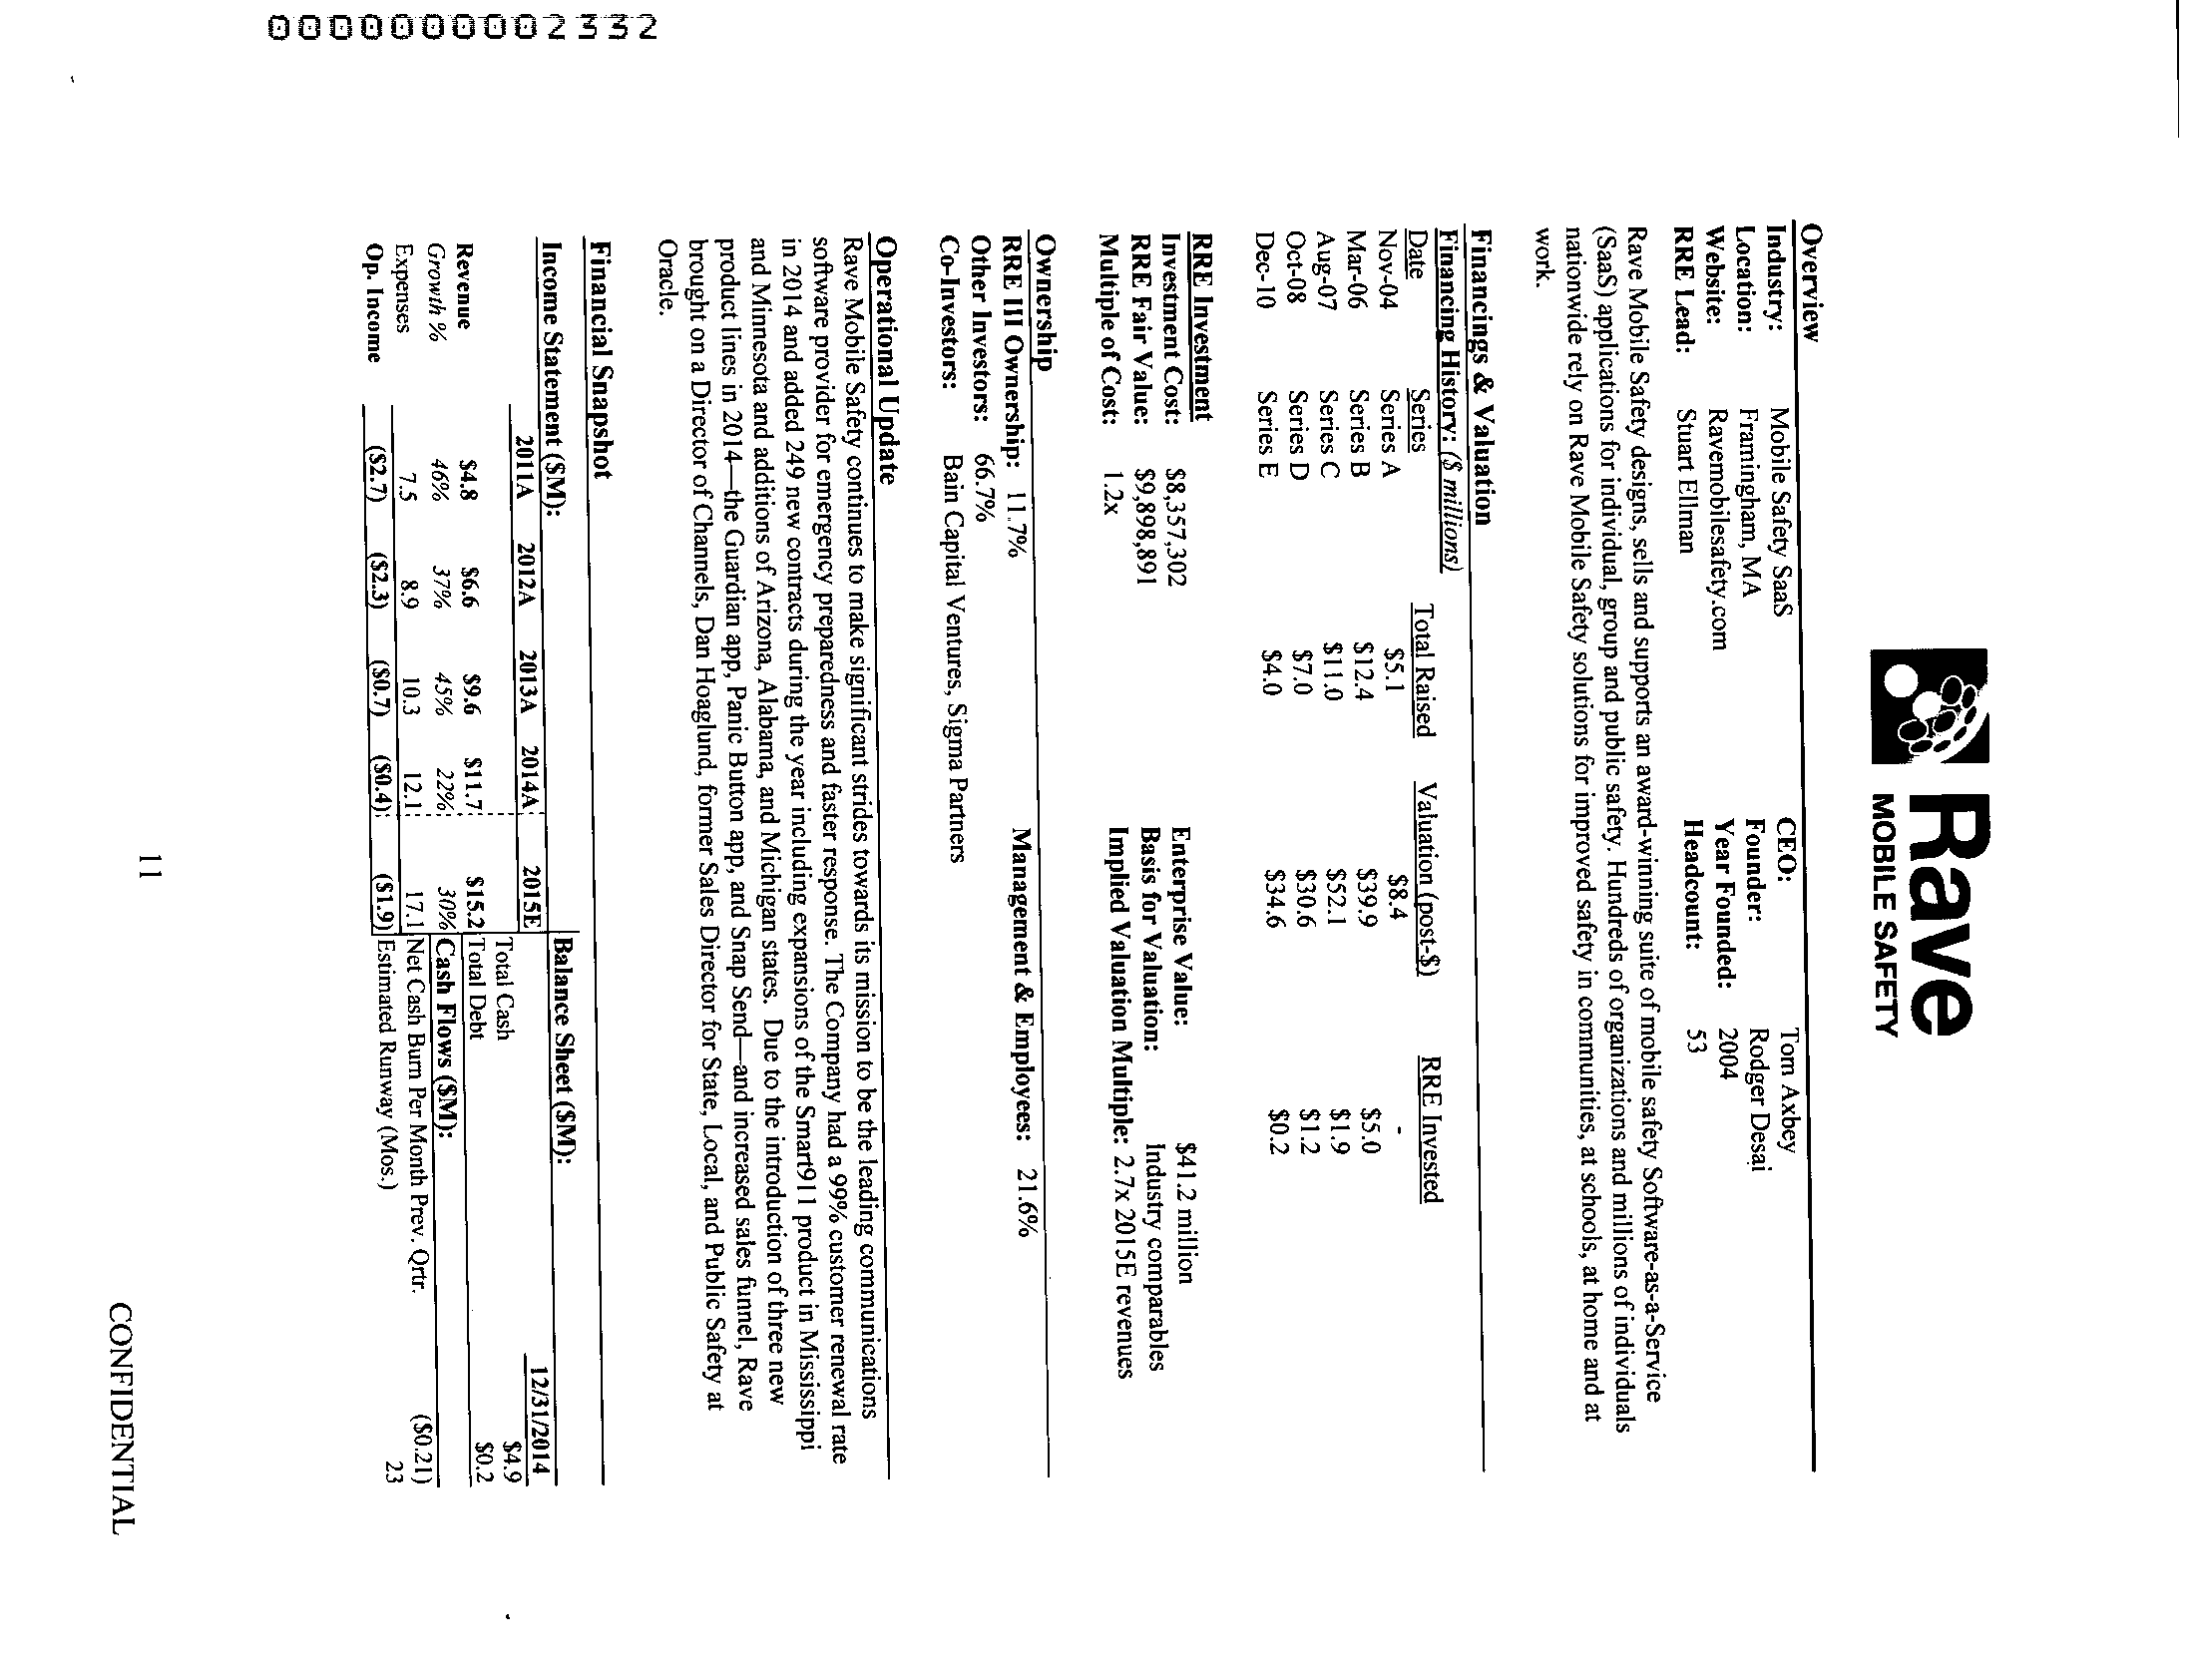 Rave
MOBILE SAFETY
Overview
Industry: Mobile Safety SaaS CEO: Tom Axbey
Location: Framingham, MA Founder: Rodger Desai
Website: Ravemobilesafety.com Year Founded: 2004
RRE Lead: Stuart Ellman Headcount: 53
Rave Mobile Safety designs, sells and supports an award-winning suite of mobile safety Software-as-a-Service
(SaaS) applications for individual, group and public safety. Hundreds of organizations and millions of individuals
nationwide rely on Rave Mobile Safety solutions for improved safety in communities, at schools, at home and at
work.
Financings & Valuation
Financing History: ($ millions)
Date Series Total Raised Valuation (post-$) RRE Invested
Nov-04 Series A $5.1 $8.4 -
Mar-06 Series B $12.4 $39.9 $5.0
Aug-07 Series C $11.0 $52.1 $1.9
Oct-08 Series D $7.0 $30.6 $1.2
Dec-10 Series E $4.0 $34.6 $0.2
RRE Investment
Investment Cost: $8,357,302 Enterprise Value: $41.2 million
RRE Fair Value: $9,898,891 Basis for Valuation: Industry comparables
Multiple of Cost: 1.2x Implied Valuation Multiple: 2.7x 2015E revenues
Ownership
RRE III Ownership: 11.7% Management & Employees: 21.6%
Other Investors: 66.7%
Co-Investors: Bain Capital Ventures, Sigma Partners
Operational Update
Rave Mobile Safety continues to make significant strides towards its mission to be the leading communications
software provider for emergency preparedness and faster response. The Company had a 99% customer renewal rate
in 2014 and added 249 new contracts during the year including expansions of the Smart911 product in Mississippi
and Minnesota and additions of Arizona, Alabama, and Michigan states. Due to the introduction of three new
product lines in 2014—the Guardian app, Panic Button app, and Snap Send—and increased sales funnel, Rave
brought on a Director of Channels, Dan Hoaglund, former Sales Director for State, Local, and Public Safety at
Oracle.
Financial Snapshot
Income Statement ($M): Balance Sheet ($M):
2011A 2012A 2013A 2014A 2015E 12/31/2014
Total Cash $4.9
Revenue $4.8 $6.6 $9.6 $11.7 $15.2 Total Debt $0.2
Growth % 46% 37% 45% 22% 30% Cash Flows ($M):
Expenses 7.5 8.9 10.3 12.1 17.1 Net Cash Burn Per Month Prev. Qrtr. ($0.21)
Op. Income ($2.7) ($2.3) ($0.7) ($0.4) ($1.9) Estimated Runway (Mos.) 23
11
CONFIDENTIAL
000000002332